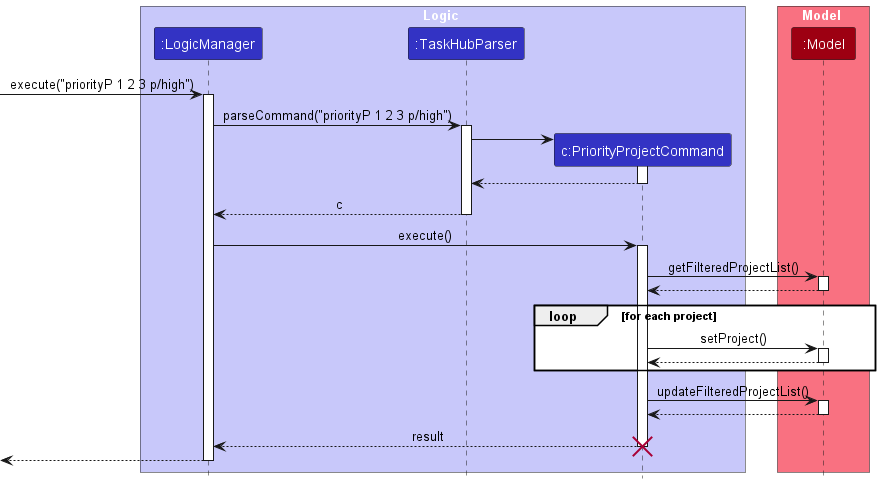 Logic
Model
:LogicManager
:TaskHubParser
:Model
execute("priorityP 1 2 3 p/high")
parseCommand("priorityP 1 2 3 p/high")
c:PriorityProjectCommand
c
execute()
getFilteredProjectList()
loop
[for each project]
setProject()
updateFilteredProjectList()
result